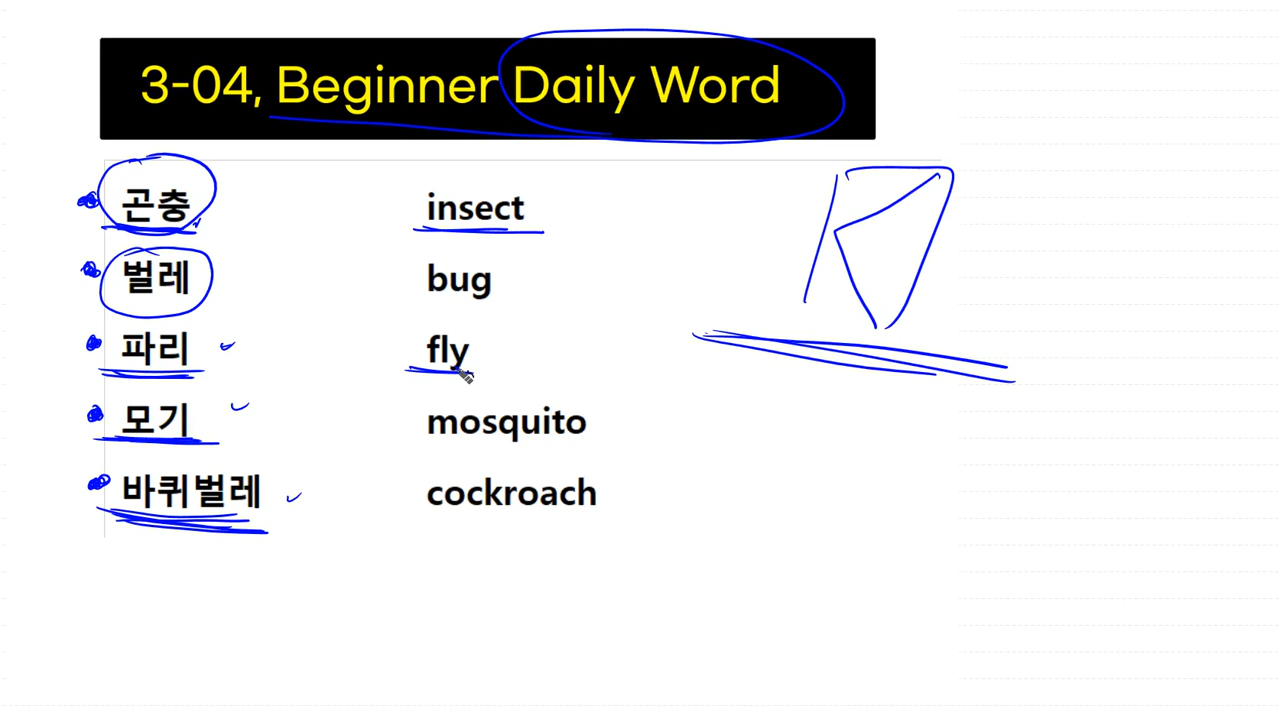 3-04, Beginner Daily Word
곤충 insect
벌레 bug
파리 fly
모기 mosquito
바퀴벌레 cockroach